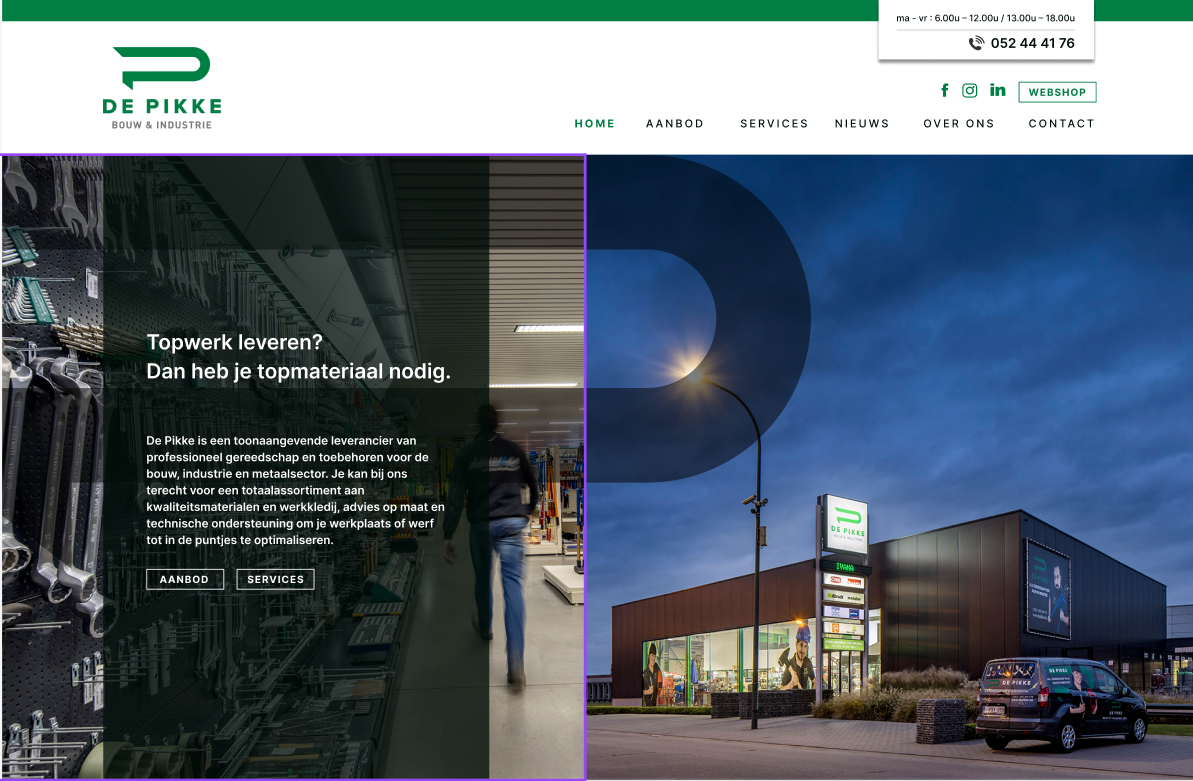 ma - vr : 6.00u – 12.00u / 13.00u – 18.00u
052 44 41 76
DE PIKKE
BOUW & INDUSTRIE
WEBSHOP
HOME AANBOD SERVICES NIEUWS OVER ONS CONTACT
Topwerk leveren?
Dan heb je topmateriaal nodig.
De Pikke is een toonaangevende leverancier van
professioneel gereedschap en toebehoren voor de
bouw, industrie en metaalsector. Je kan bij ons
terecht voor een totaalassortiment aan
kwaliteitsmaterialen en werkkledij, advies op maat en
technische ondersteuning om je werkplaats of werf
tot in de puntjes te optimaliseren.
AANBOD SERVICES
DE PIKKE
DE PIKKE
DE PIKKE